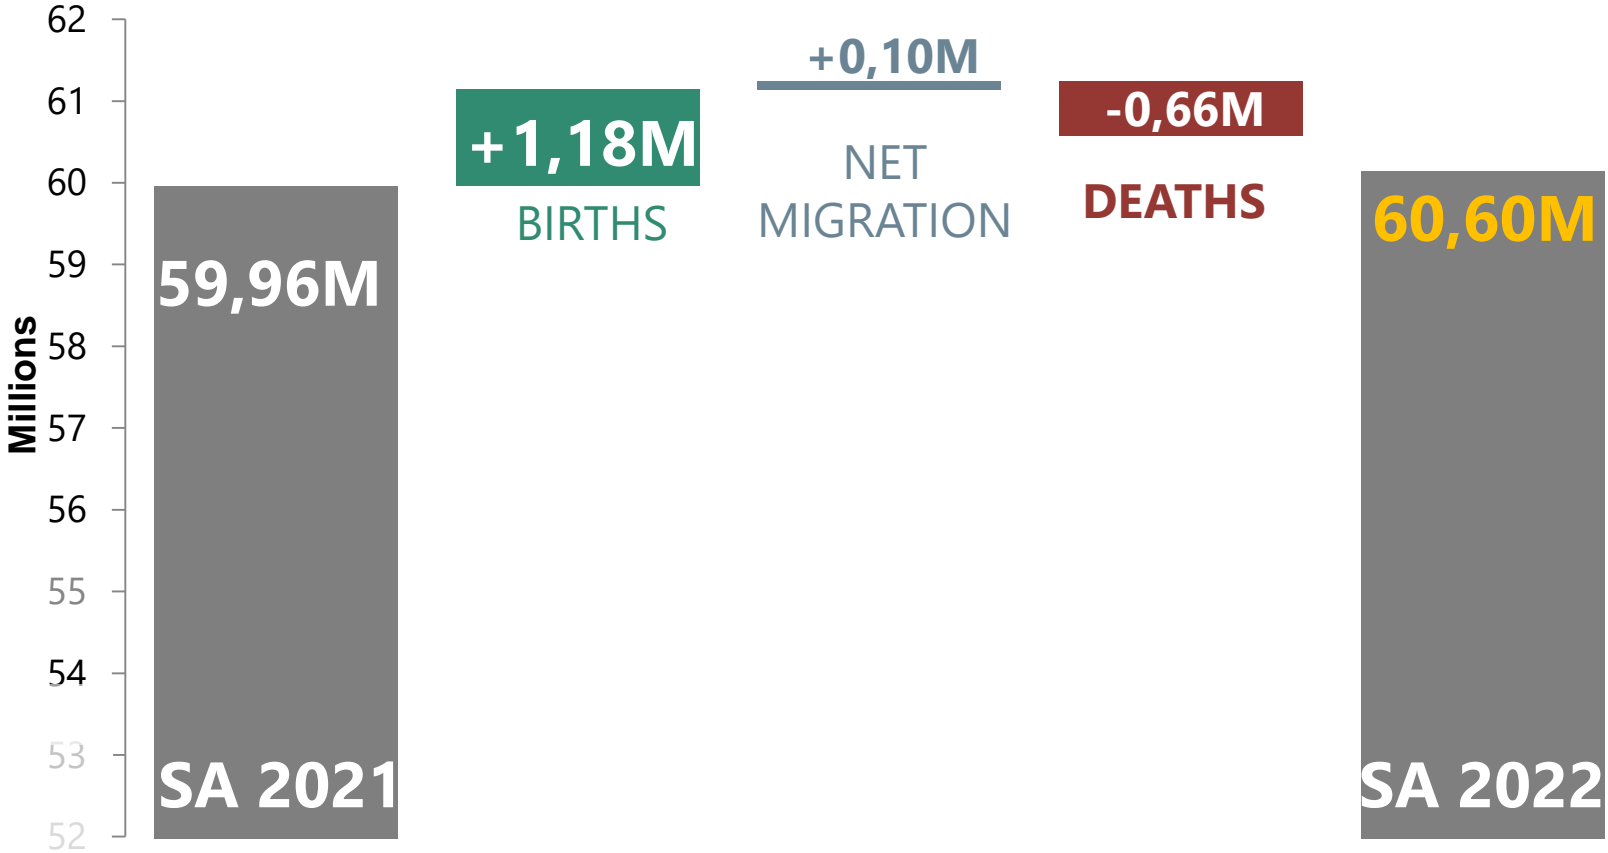 62
61
60
59
58
57
56
55
54
53
52
Millions
59,96M
SA 2021
+1,18M
BIRTHS
+0,10M
NET
MIGRATION
-0,66M
DEATHS
60,60M
SA 2022